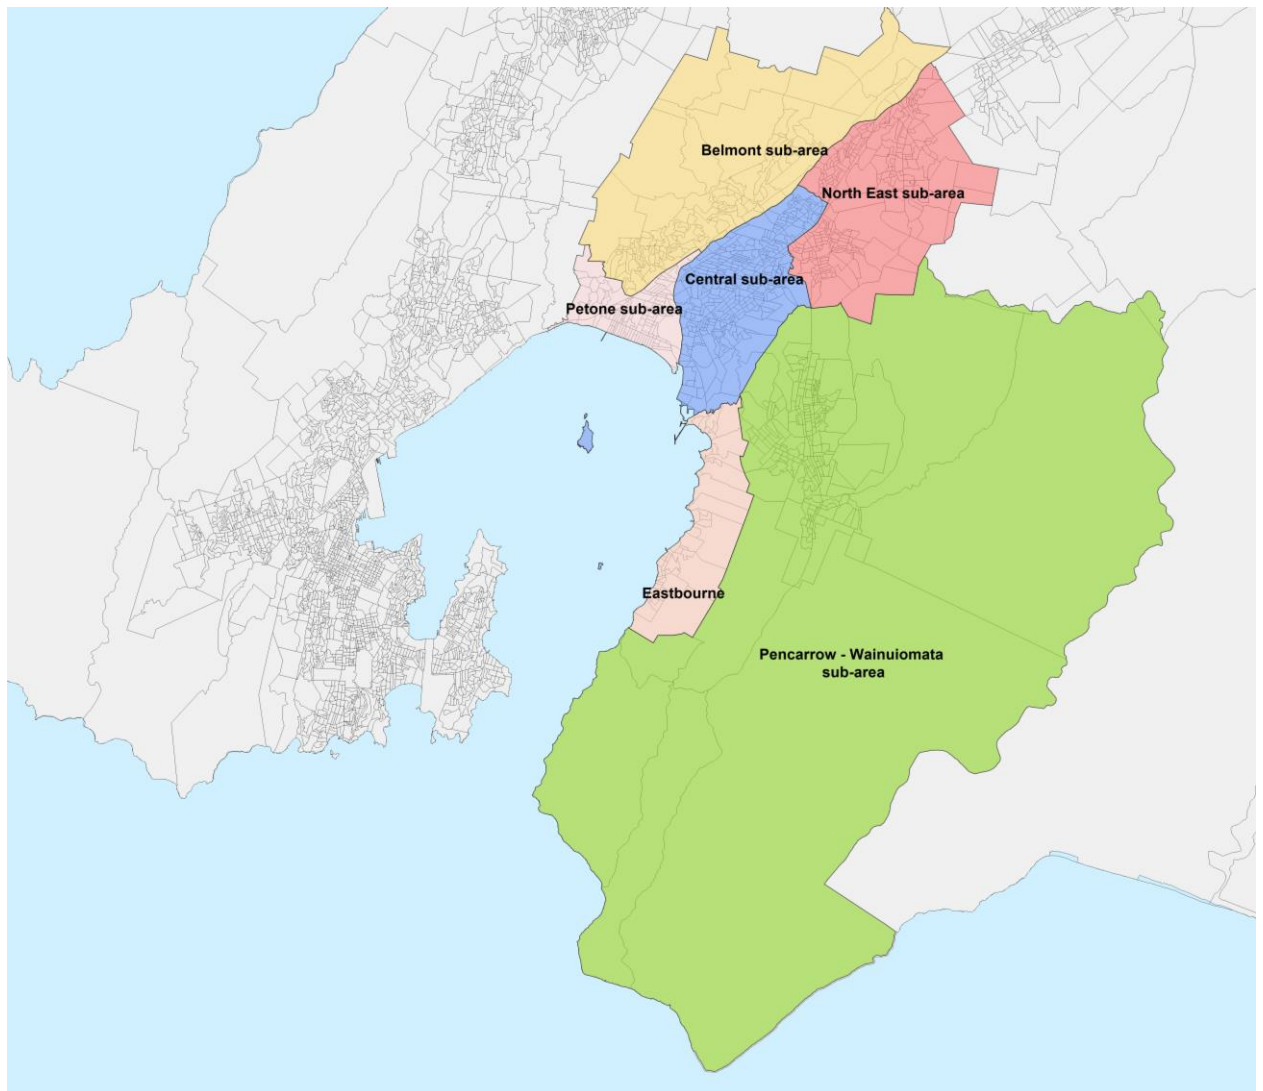 Belmont sub-area
North East sub-area
Central sub-area
Petone sub-area
Eastbourne
Pencarrow - Wainuiomata
sub-area